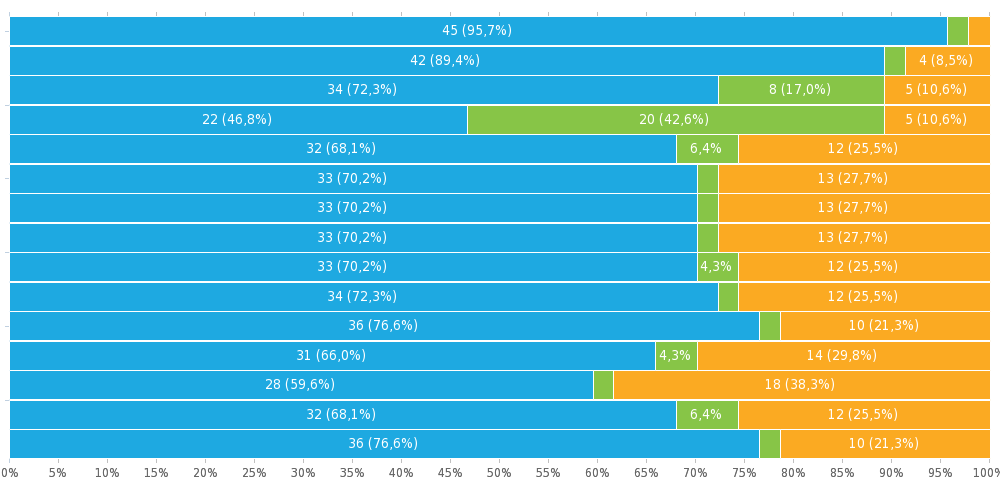 45 (95,7%)
42 (89,4%) 4 (8,5%)
34 (72,3%) 8 (17,0%) 5 (10,6%)
22 (46,8%) 20 (42,6%) 5 (10,6%)
32 (68,1%) 6,4% 12 (25,5%)
33 (70,2%) 13 (27,7%)
33 (70,2%) 13 (27,7%)
33 (70,2%) 13 (27,7%)
33 (70,2%) 4,3% 12 (25,5%)
34 (72,3%) 12 (25,5%)
36 (76,6%) 10 (21,3%)
31 (66,0%) 4,3% 14 (29,8%)
28 (59,6%) 18 (38,3%)
32 (68,1%) 6,4% 12 (25,5%)
36 (76,6%) 10 (21,3%)
0% 5% 10% 15% 20% 25% 30% 35% 40% 45% 50% 55% 60% 65% 70% 75% 80% 85% 90% 95% 100%